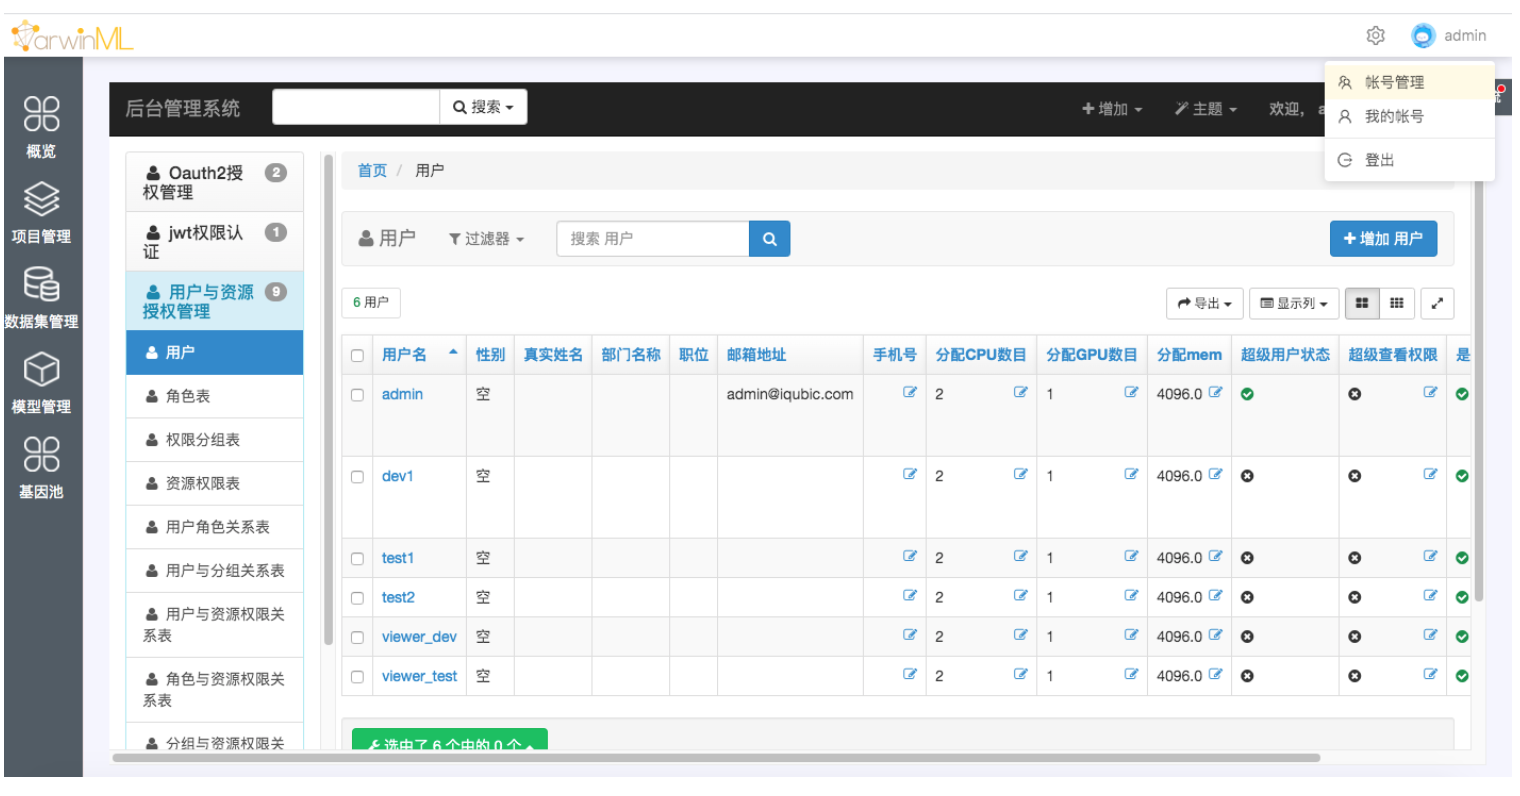 DarwinML
admin
帐号管理
我的帐号
登出
概览
项目管理
数据集管理
模型管理
基因池
后台管理系统
搜索
增加
主题
欢迎,
Oauth2授
权管理
2
jwt权限认
证
1
用户与资源
授权管理
9
用户
角色表
权限分组表
资源权限表
用户角色关系表
用户与分组关系表
用户与资源权限关
系表
角色与资源权限关
系表
分组与资源权限关
首页 / 用户
用户 过滤器 搜索 用户 增加 用户
6 用户 导出 显示列
用户名 性别 真实姓名 部门名称 职位 邮箱地址 手机号 分配CPU数目 分配GPU数目 分配mem 超级用户状态 超级查看权限 是
admin 空 admin@iqubic.com 2 1 4096.0
dev1 空 2 1 4096.0
test1 空 2 1 4096.0
test2 空 2 1 4096.0
viewer_dev 空 2 1 4096.0
viewer_test 空 2 1 4096.0
选中了 6 个中的 0 个